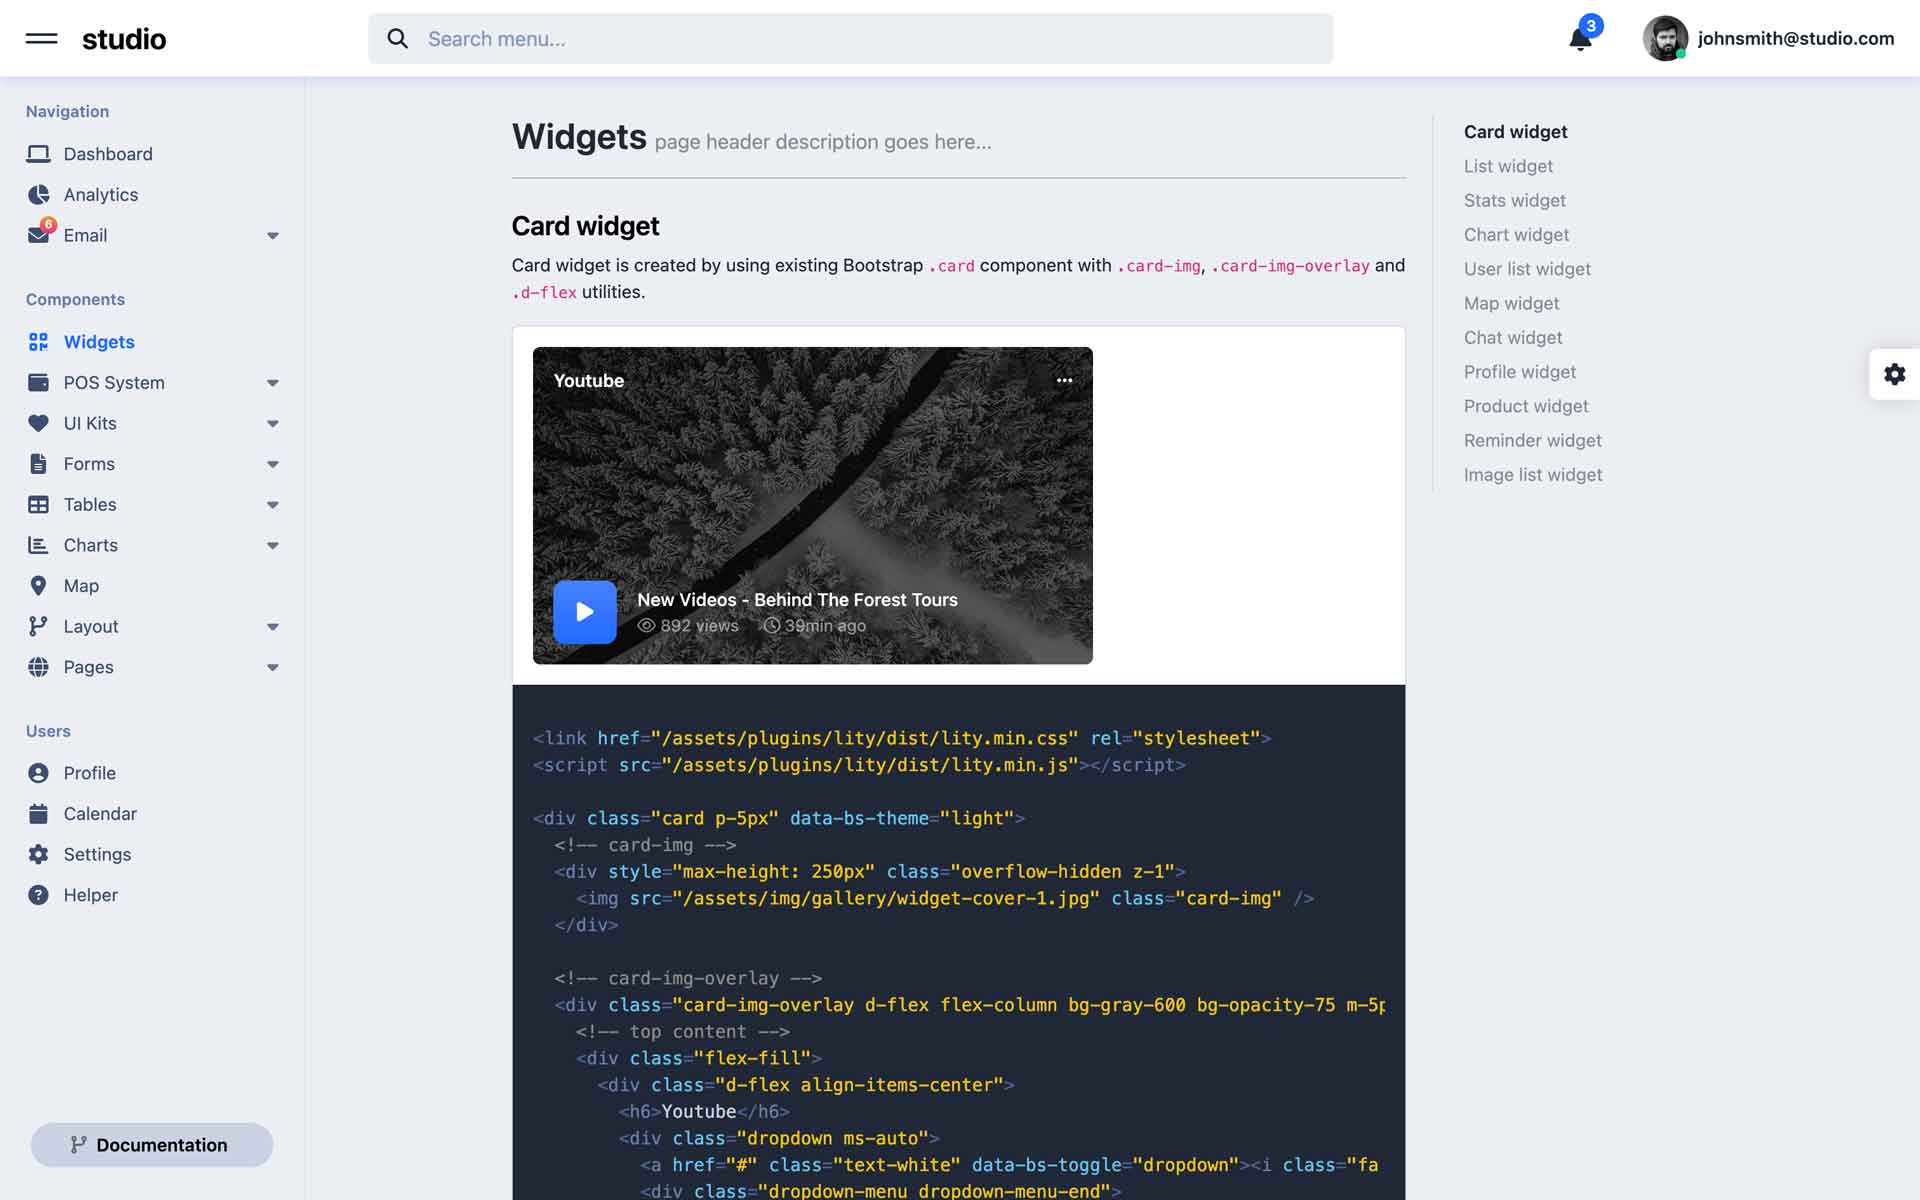 studio
Search menu...
3
johnsmith@studio.com
Navigation
Dashboard
Analytics
6
Email
Components
Widgets
POS System
UI Kits
Forms
Tables
Charts
Map
Layout
Pages
Users
Profile
Calendar
Settings
Helper
Documentation
Widgets page header description goes here...
Card widget
Card widget is created by using existing Bootstrap .card component with .card-img, .card-img-overlay and
.d-flex utilities.
Youtube
New Videos - Behind The Forest Tours
892 views 39min ago
<link href="/assets/plugins/lity/dist/lity.min.css" rel="stylesheet">
<script src="/assets/plugins/lity/dist/lity.min.js"></script>
<div class="card p-5px" data-bs-theme="light">
<!-- card-img -->
<div style="max-height: 250px" class="overflow-hidden z-1">
<img src="/assets/img/gallery/widget-cover-1.jpg" class="card-img" />
</div>
<!-- card-img-overlay -->
<div class="card-img-overlay d-flex flex-column bg-gray-600 bg-opacity-75 m-5p
<!-- top content -->
<div class="flex-fill">
<div class="d-flex align-items-center">
<h6>Youtube</h6>
<div class="dropdown ms-auto">
<a href="#" class="text-white" data-bs-toggle="dropdown"><i class="fa
<div class="dropdown-menu dropdown-menu-end">
Card widget
List widget
Stats widget
Chart widget
User list widget
Map widget
Chat widget
Profile widget
Product widget
Reminder widget
Image list widget